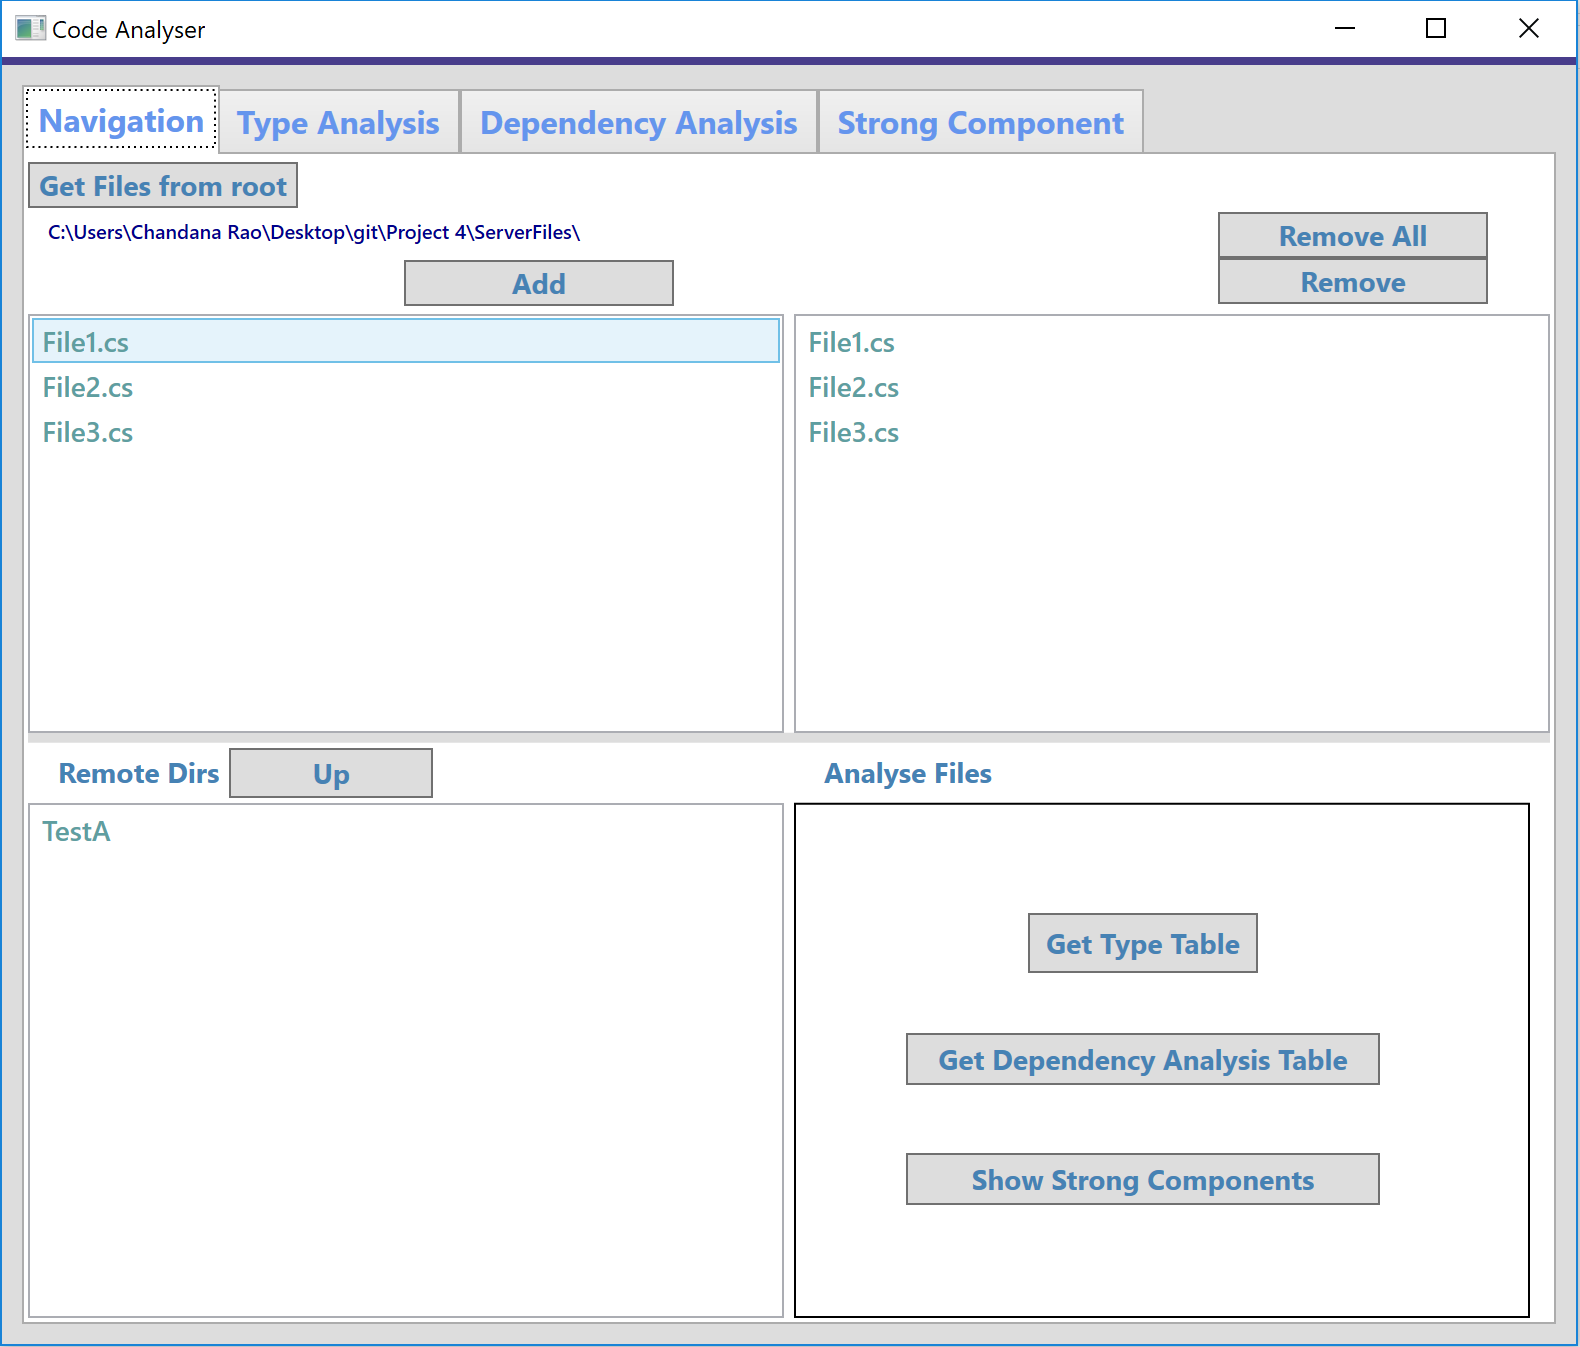 Code Analyser
Navigation
Type Analysis
Dependency Analysis
Strong Component
Get Files from root
C:\Users\Chandana Rao\Desktop\git\Project 4\ServerFiles\
Remove All
Add
Remove
File1.cs
File2.cs
File3.cs
File1.cs
File2.cs
File3.cs
Remote Dirs
Up
Analyse Files
TestA
Get Type Table
Get Dependency Analysis Table
Show Strong Components